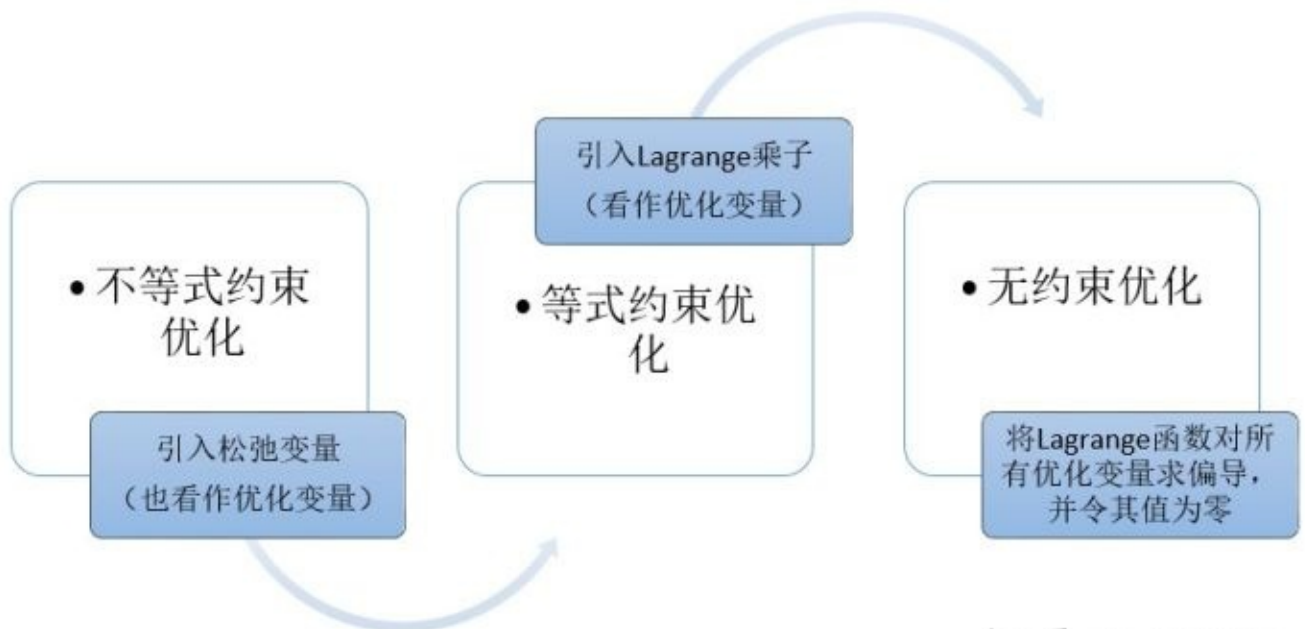 • 不等式约束
优化
引入松弛变量
（也看作优化变量）
引入Lagrange乘子
（看作优化变量）
• 等式约束优
化
• 无约束优化
将Lagrange函数对所
有优化变量求偏导，
并令其值为零